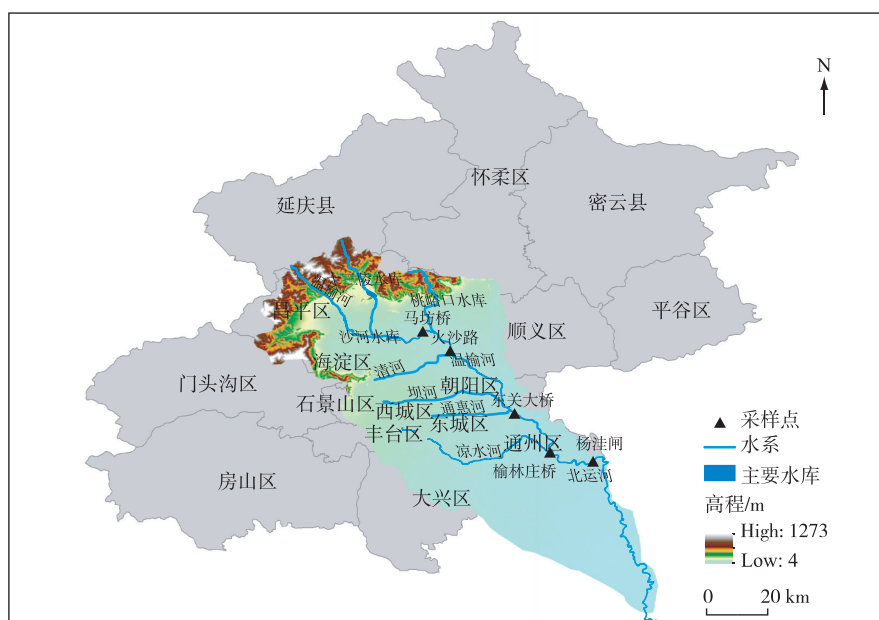 N
怀柔区
延庆县
密云县
桃峪口水库
平谷区
昌平区
马坊桥
顺义区
沙河水库
火沙路
海淀区
温榆河
清河
门头沟区
朝阳区
石景山区
坝河
东关大桥
西城区
通惠河
东城区
丰台区
通州区
杨洼闸
凉水河
榆林庄桥
北运河
房山区
大兴区
采样点
水系
主要水库
高程/m
High: 1273
Low: 4
0 20 km